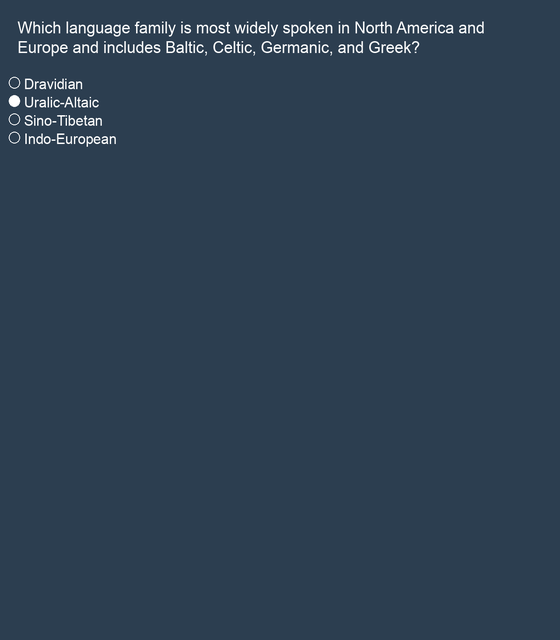 Which language family is most widely spoken in North America and
Europe and includes Baltic, Celtic, Germanic, and Greek?
Dravidian
Uralic-Altaic
Sino-Tibetan
Indo-European